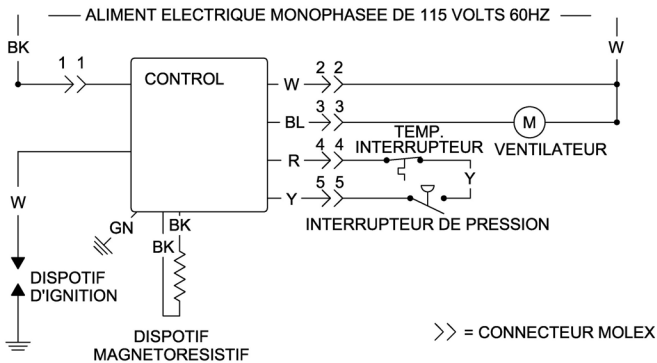 ALIMENT ELECTRIQUE MONOPHASEE DE 115 VOLTS 60HZ
BK
W
1 1
CONTROL
W
2 2
BL
3 3
M
VENTILATEUR
TEMP.
INTERRUPTEUR
R
4 4
Y
Y
5 5
INTERRUPTEUR DE PRESSION
W
GN
BK
BK
DISPOTIF
D'IGNITION
DISPOTIF
MAGNETORESISTIF
= CONNECTEUR MOLEX